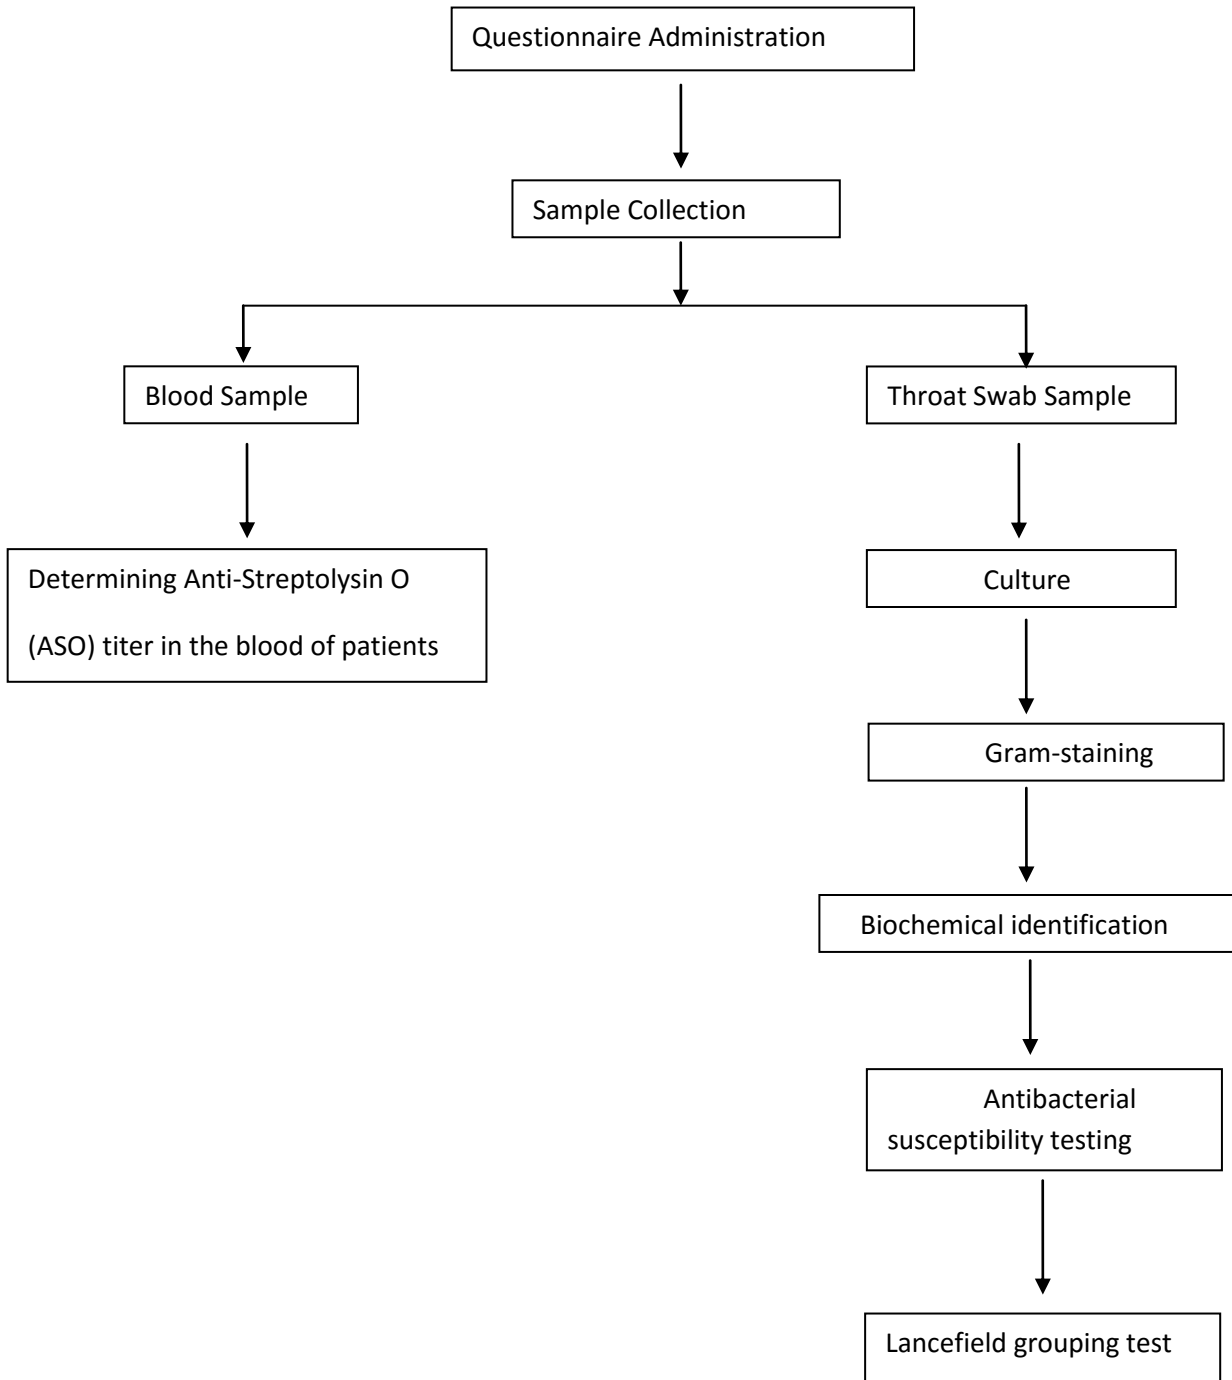 Questionnaire Administration
Sample Collection
Blood Sample
Throat Swab Sample
Determining Anti-Streptolysin O
(ASO) titer in the blood of patients
Culture
Gram-staining
Biochemical identification
Antibacterial
susceptibility testing
Lancefield grouping test